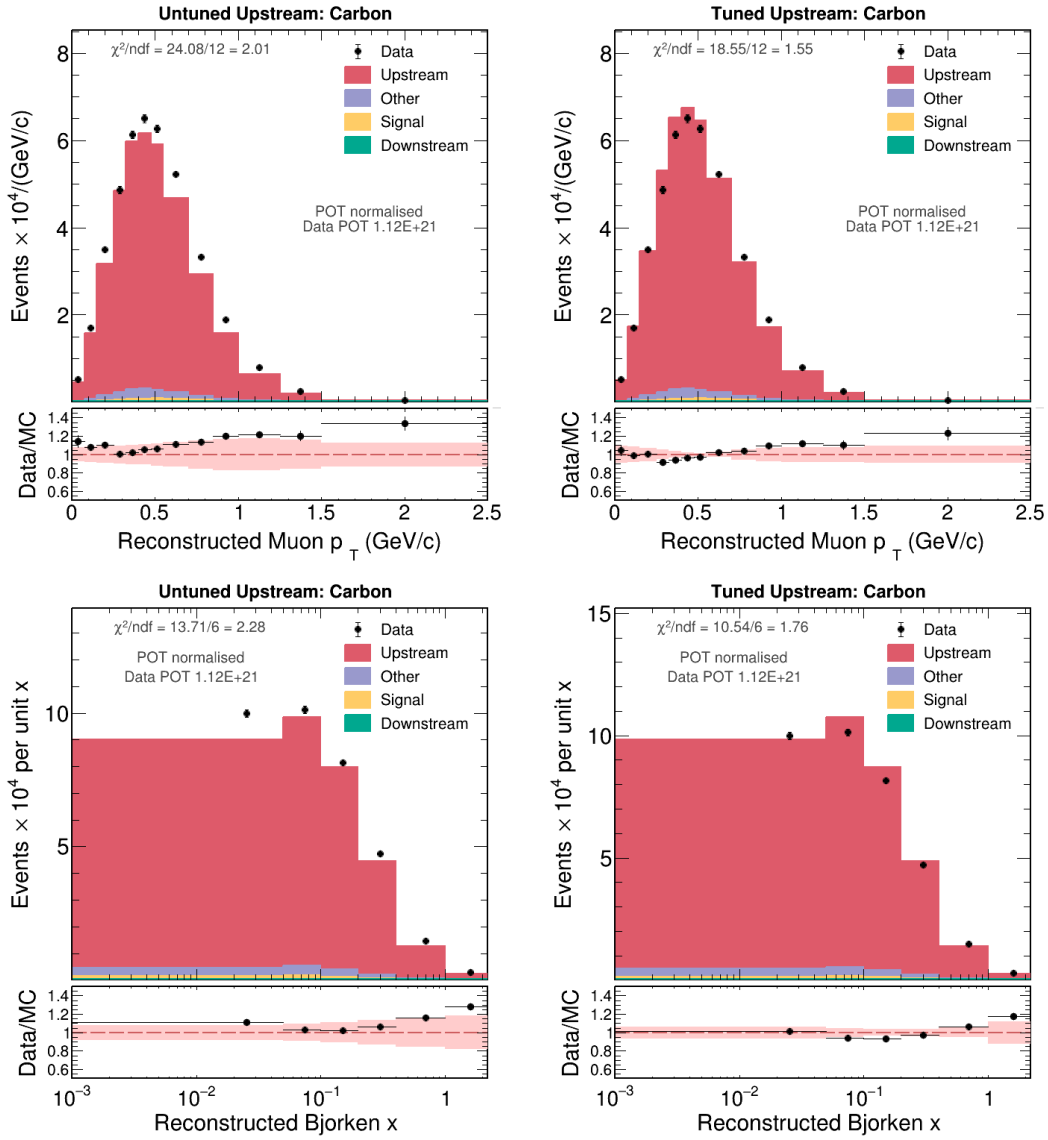 Untuned Upstream: Carbon
χ²/ndf = 24.08/12 = 2.01
Data
Upstream
Other
Signal
Downstream
POT normalised
Data POT 1.12E+21
Events × 10⁴/(GeV/c)
8
6
4
2
Data/MC
1.4
1.2
1
0.8
0.6
0 0.5 1 1.5 2 2.5
Reconstructed Muon p_T (GeV/c)
Tuned Upstream: Carbon
χ²/ndf = 18.55/12 = 1.55
Data
Upstream
Other
Signal
Downstream
POT normalised
Data POT 1.12E+21
Events × 10⁴/(GeV/c)
8
6
4
2
Data/MC
1.4
1.2
1
0.8
0.6
0 0.5 1 1.5 2 2.5
Reconstructed Muon p_T (GeV/c)
Untuned Upstream: Carbon
χ²/ndf = 13.71/6 = 2.28
POT normalised
Data POT 1.12E+21
Data
Upstream
Other
Signal
Downstream
Events × 10⁴ per unit x
10
5
Data/MC
1.4
1.2
1
0.8
0.6
10⁻³ 10⁻² 10⁻¹ 1
Reconstructed Bjorken x
Tuned Upstream: Carbon
χ²/ndf = 10.54/6 = 1.76
POT normalised
Data POT 1.12E+21
Data
Upstream
Other
Signal
Downstream
Events × 10⁴ per unit x
15
10
5
Data/MC
1.4
1.2
1
0.8
0.6
10⁻³ 10⁻² 10⁻¹ 1
Reconstructed Bjorken x